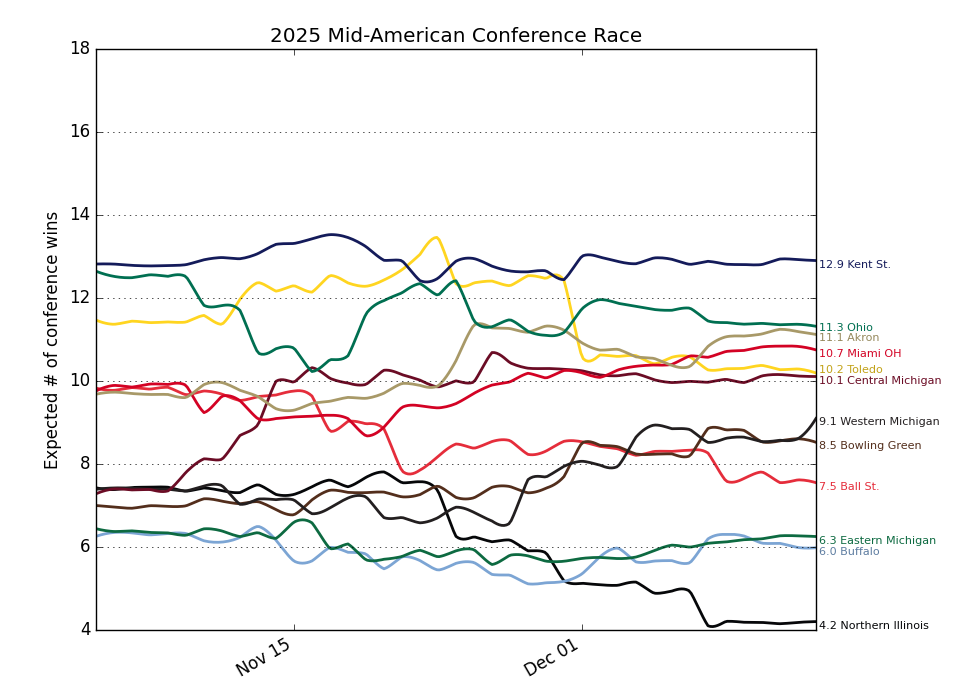 2025 Mid-American Conference Race
Expected # of conference wins
18
16
14
12
10
8
6
4
Nov 15
Dec 01
12.9 Kent St.
11.3 Ohio
11.1 Akron
10.7 Miami OH
10.2 Toledo
10.1 Central Michigan
9.1 Western Michigan
8.5 Bowling Green
7.5 Ball St.
6.3 Eastern Michigan
6.0 Buffalo
4.2 Northern Illinois